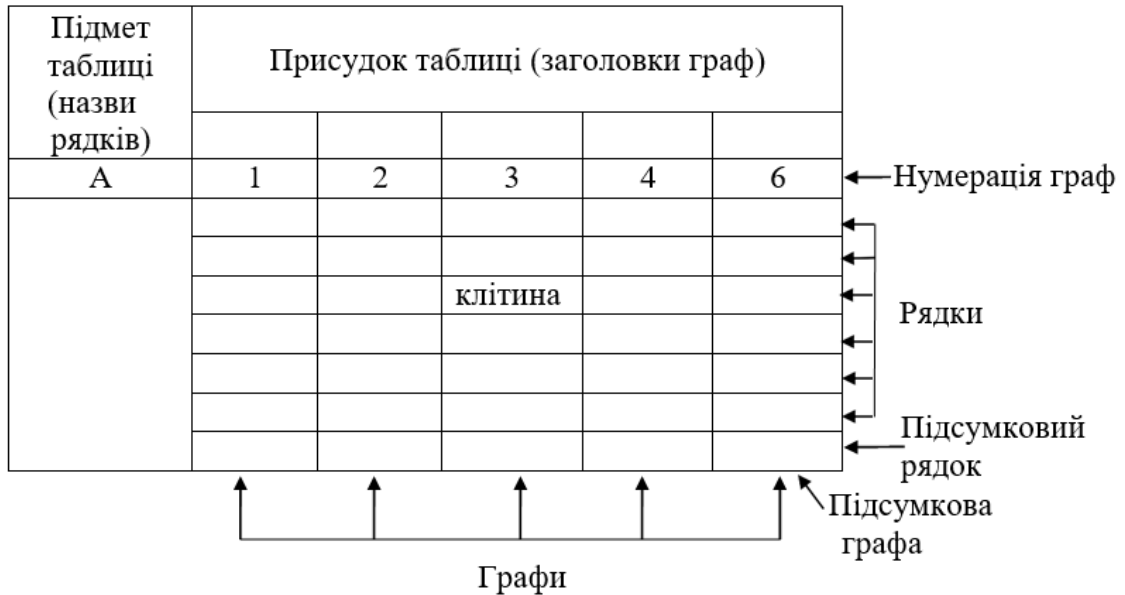 Підмет
таблиці
(назви
рядків)
Присудок таблиці (заголовки граф)
А 1 2 3 4 6
Нумерація граф
клітина
Рядки
Підсумковий
рядок
Підсумкова
графа
Графи